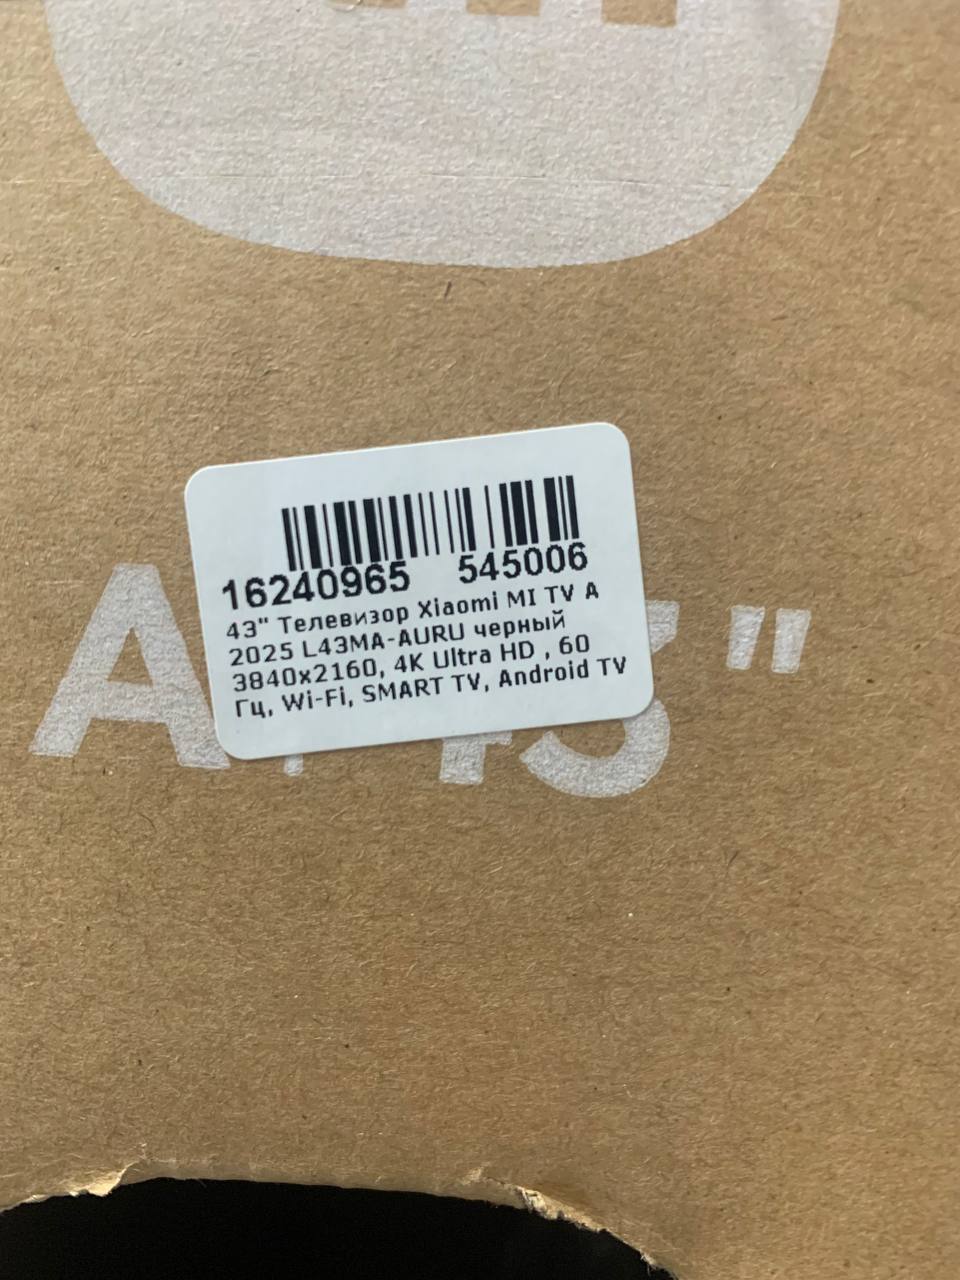 16240965 545006
43" Телевизор Xiaomi MI TV A
2025 L43MA-AURU черный
3840x2160, 4K Ultra HD , 60
Гц, Wi-Fi, SMART TV, Android TV
A 43"